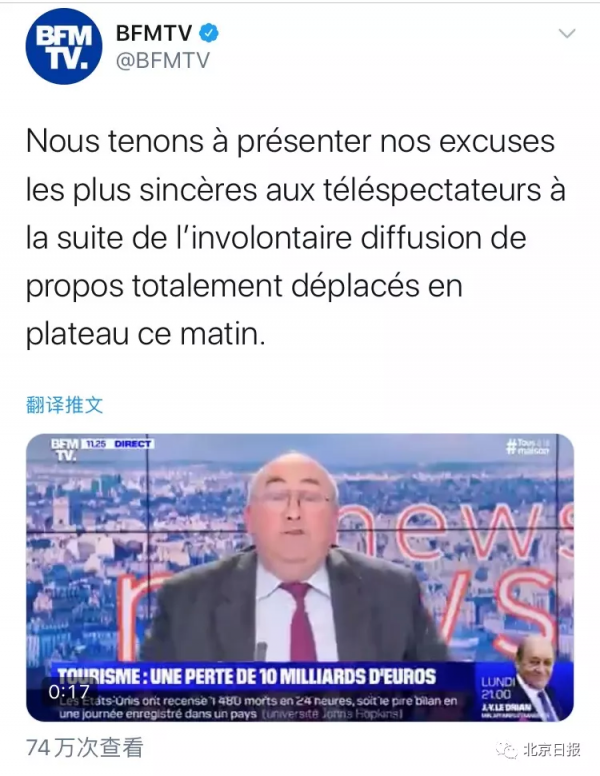 BFMTV
@BFMTV
BFM
TV.
Nous tenons à présenter nos excuses
les plus sincères aux téléspectateurs à
la suite de l'involontaire diffusion de
propos totalement déplacés en
plateau ce matin.
翻译推文
BFM 11.25 DIRECT
TV.
#Tous à la
maison
news
news
TOURISME : UNE PERTE DE 10 MILLIARDS D'EUROS
0:17
Les États-Unis ont recensé 1 480 morts en 24 heures, soit le pire bilan en
une journée enregistré dans un pays (université Johns Hopkins)
LUNDI
21.00
J-Y.LE DRIAN
74万次查看
北京日报